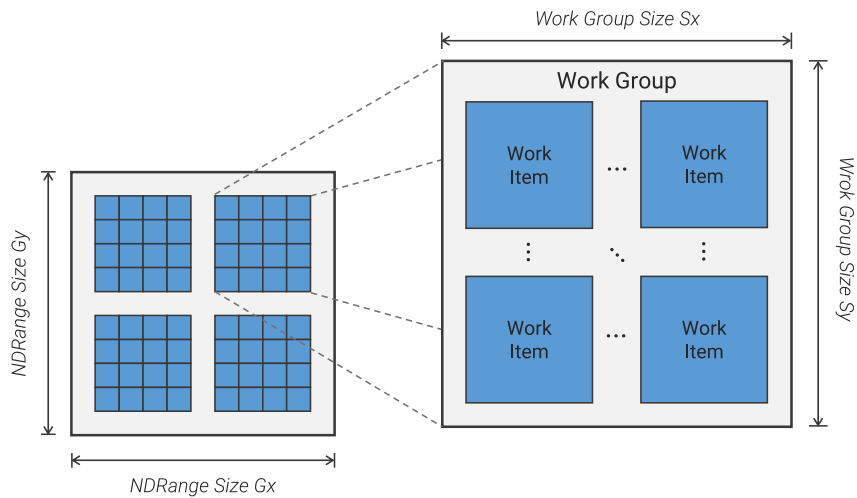 Work Group Size Sx
Work Group
Work
Item
...
Work
Item
Work
Item
...
Work
Item
Wrok Group Size Sy
NDRange Size Gy
NDRange Size Gx